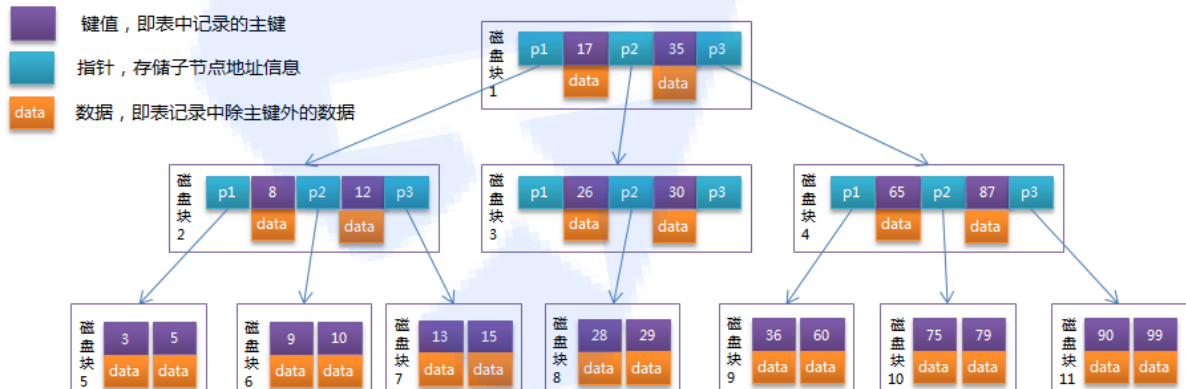 键值，即表中记录的主键
指针，存储子节点地址信息
data 数据，即表记录中除主键外的数据
磁盘块1
p1 17 p2 35 p3
data data
磁盘块2
p1 8 p2 12 p3
data data
磁盘块3
p1 26 p2 30 p3
data data
磁盘块4
p1 65 p2 87 p3
data data
磁盘块5
3 5
data data
磁盘块6
9 10
data data
磁盘块7
13 15
data data
磁盘块8
28 29
data data
磁盘块9
36 60
data data
磁盘块10
75 79
data data
磁盘块11
90 99
data data